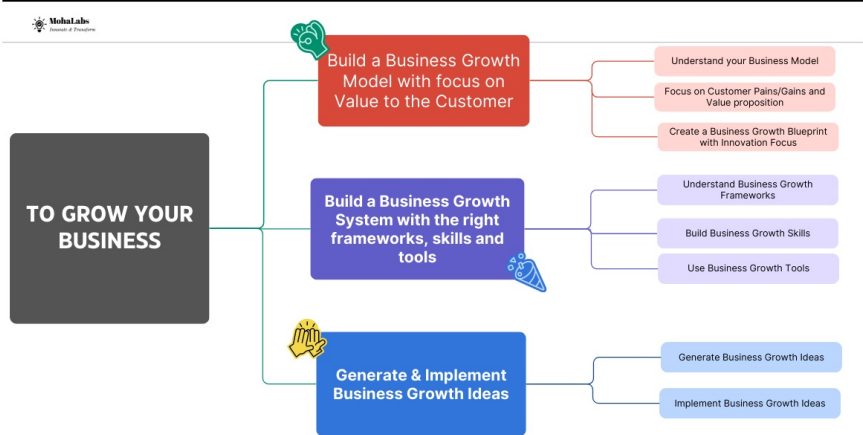 MohaLabs
Innovate & Transform
TO GROW YOUR
BUSINESS
Build a Business Growth
Model with focus on
Value to the Customer
Understand your Business Model
Focus on Customer Pains/Gains and
Value proposition
Create a Business Growth Blueprint
with Innovation Focus
Build a Business Growth
System with the right
frameworks, skills and
tools
Understand Business Growth
Frameworks
Build Business Growth Skills
Use Business Growth Tools
Generate & Implement
Business Growth Ideas
Generate Business Growth Ideas
Implement Business Growth Ideas